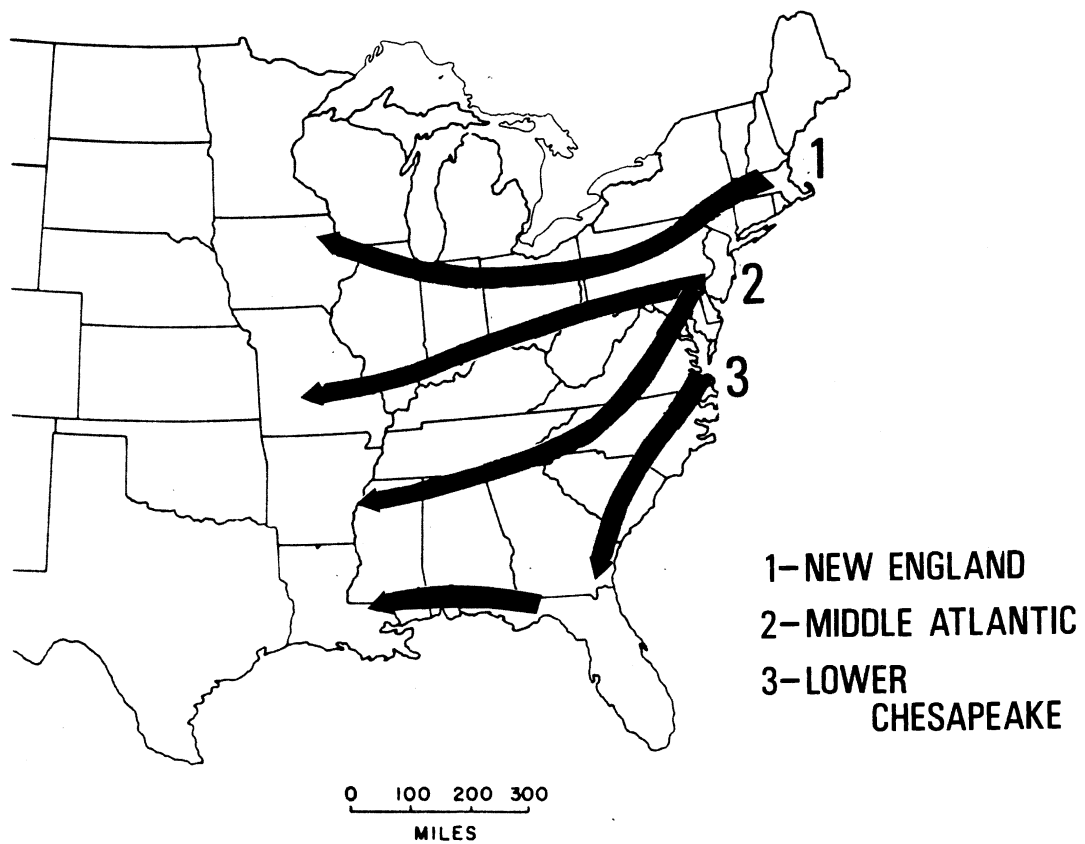 1
2
3
1-NEW ENGLAND
2-MIDDLE ATLANTIC
3-LOWER
CHESAPEAKE
0 100 200 300
MILES